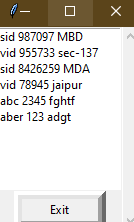 sid 987097 MBD
vid 955733 sec-137
sid 8426259 MDA
vid 78945 jaipur
abc 2345 fghtf
aber 123 adgt
Exit